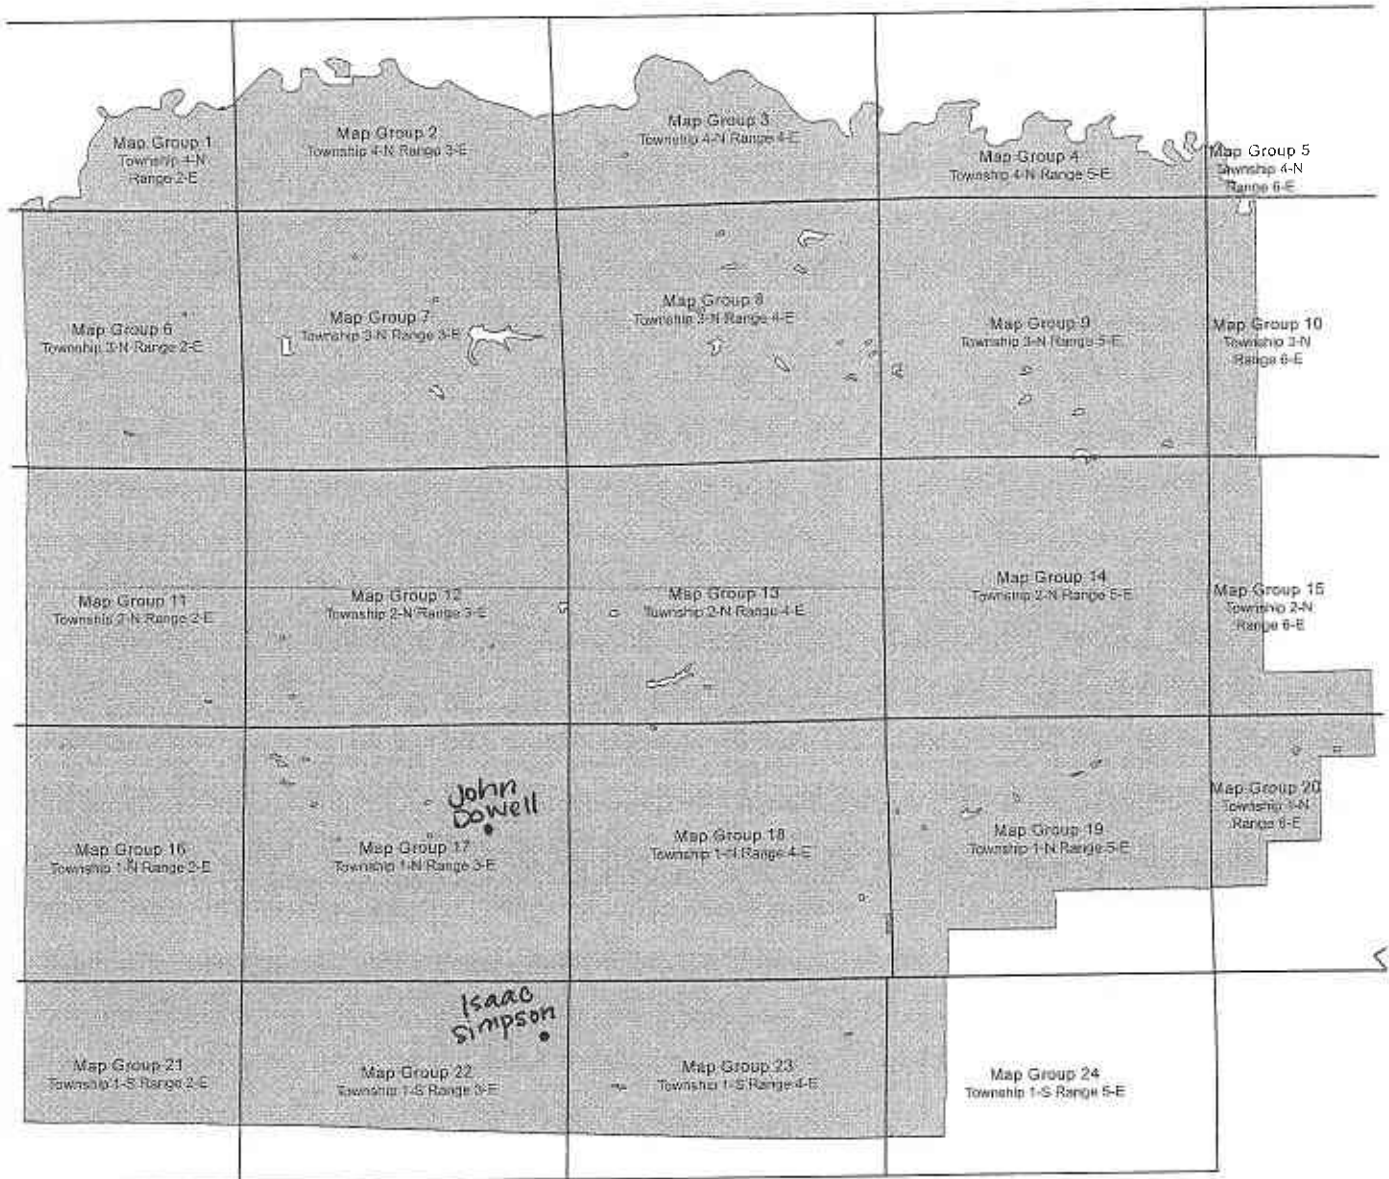 Map Group 1
Township 4-N
Range 2-E
Map Group 2
Township 4-N Range 3-E
Map Group 3
Township 4-N Range 4-E
Map Group 4
Township 4-N Range 5-E
Map Group 5
Township 4-N
Range 6-E
Map Group 6
Township 3-N Range 2-E
Map Group 7
Township 3-N Range 3-E
Map Group 8
Township 3-N Range 4-E
Map Group 9
Township 3-N Range 5-E
Map Group 10
Township 3-N
Range 6-E
Map Group 11
Township 2-N Range 2-E
Map Group 12
Township 2-N Range 3-E
Map Group 13
Township 2-N Range 4-E
Map Group 14
Township 2-N Range 5-E
Map Group 15
Township 2-N
Range 6-E
Map Group 16
Township 1-N Range 2-E
John
Dowell
Map Group 17
Township 1-N Range 3-E
Map Group 18
Township 1-N Range 4-E
Map Group 19
Township 1-N Range 5-E
Map Group 20
Township 1-N
Range 6-E
Map Group 21
Township 1-S Range 2-E
Isaac
Simpson
Map Group 22
Township 1-S Range 3-E
Map Group 23
Township 1-S Range 4-E
Map Group 24
Township 1-S Range 5-E